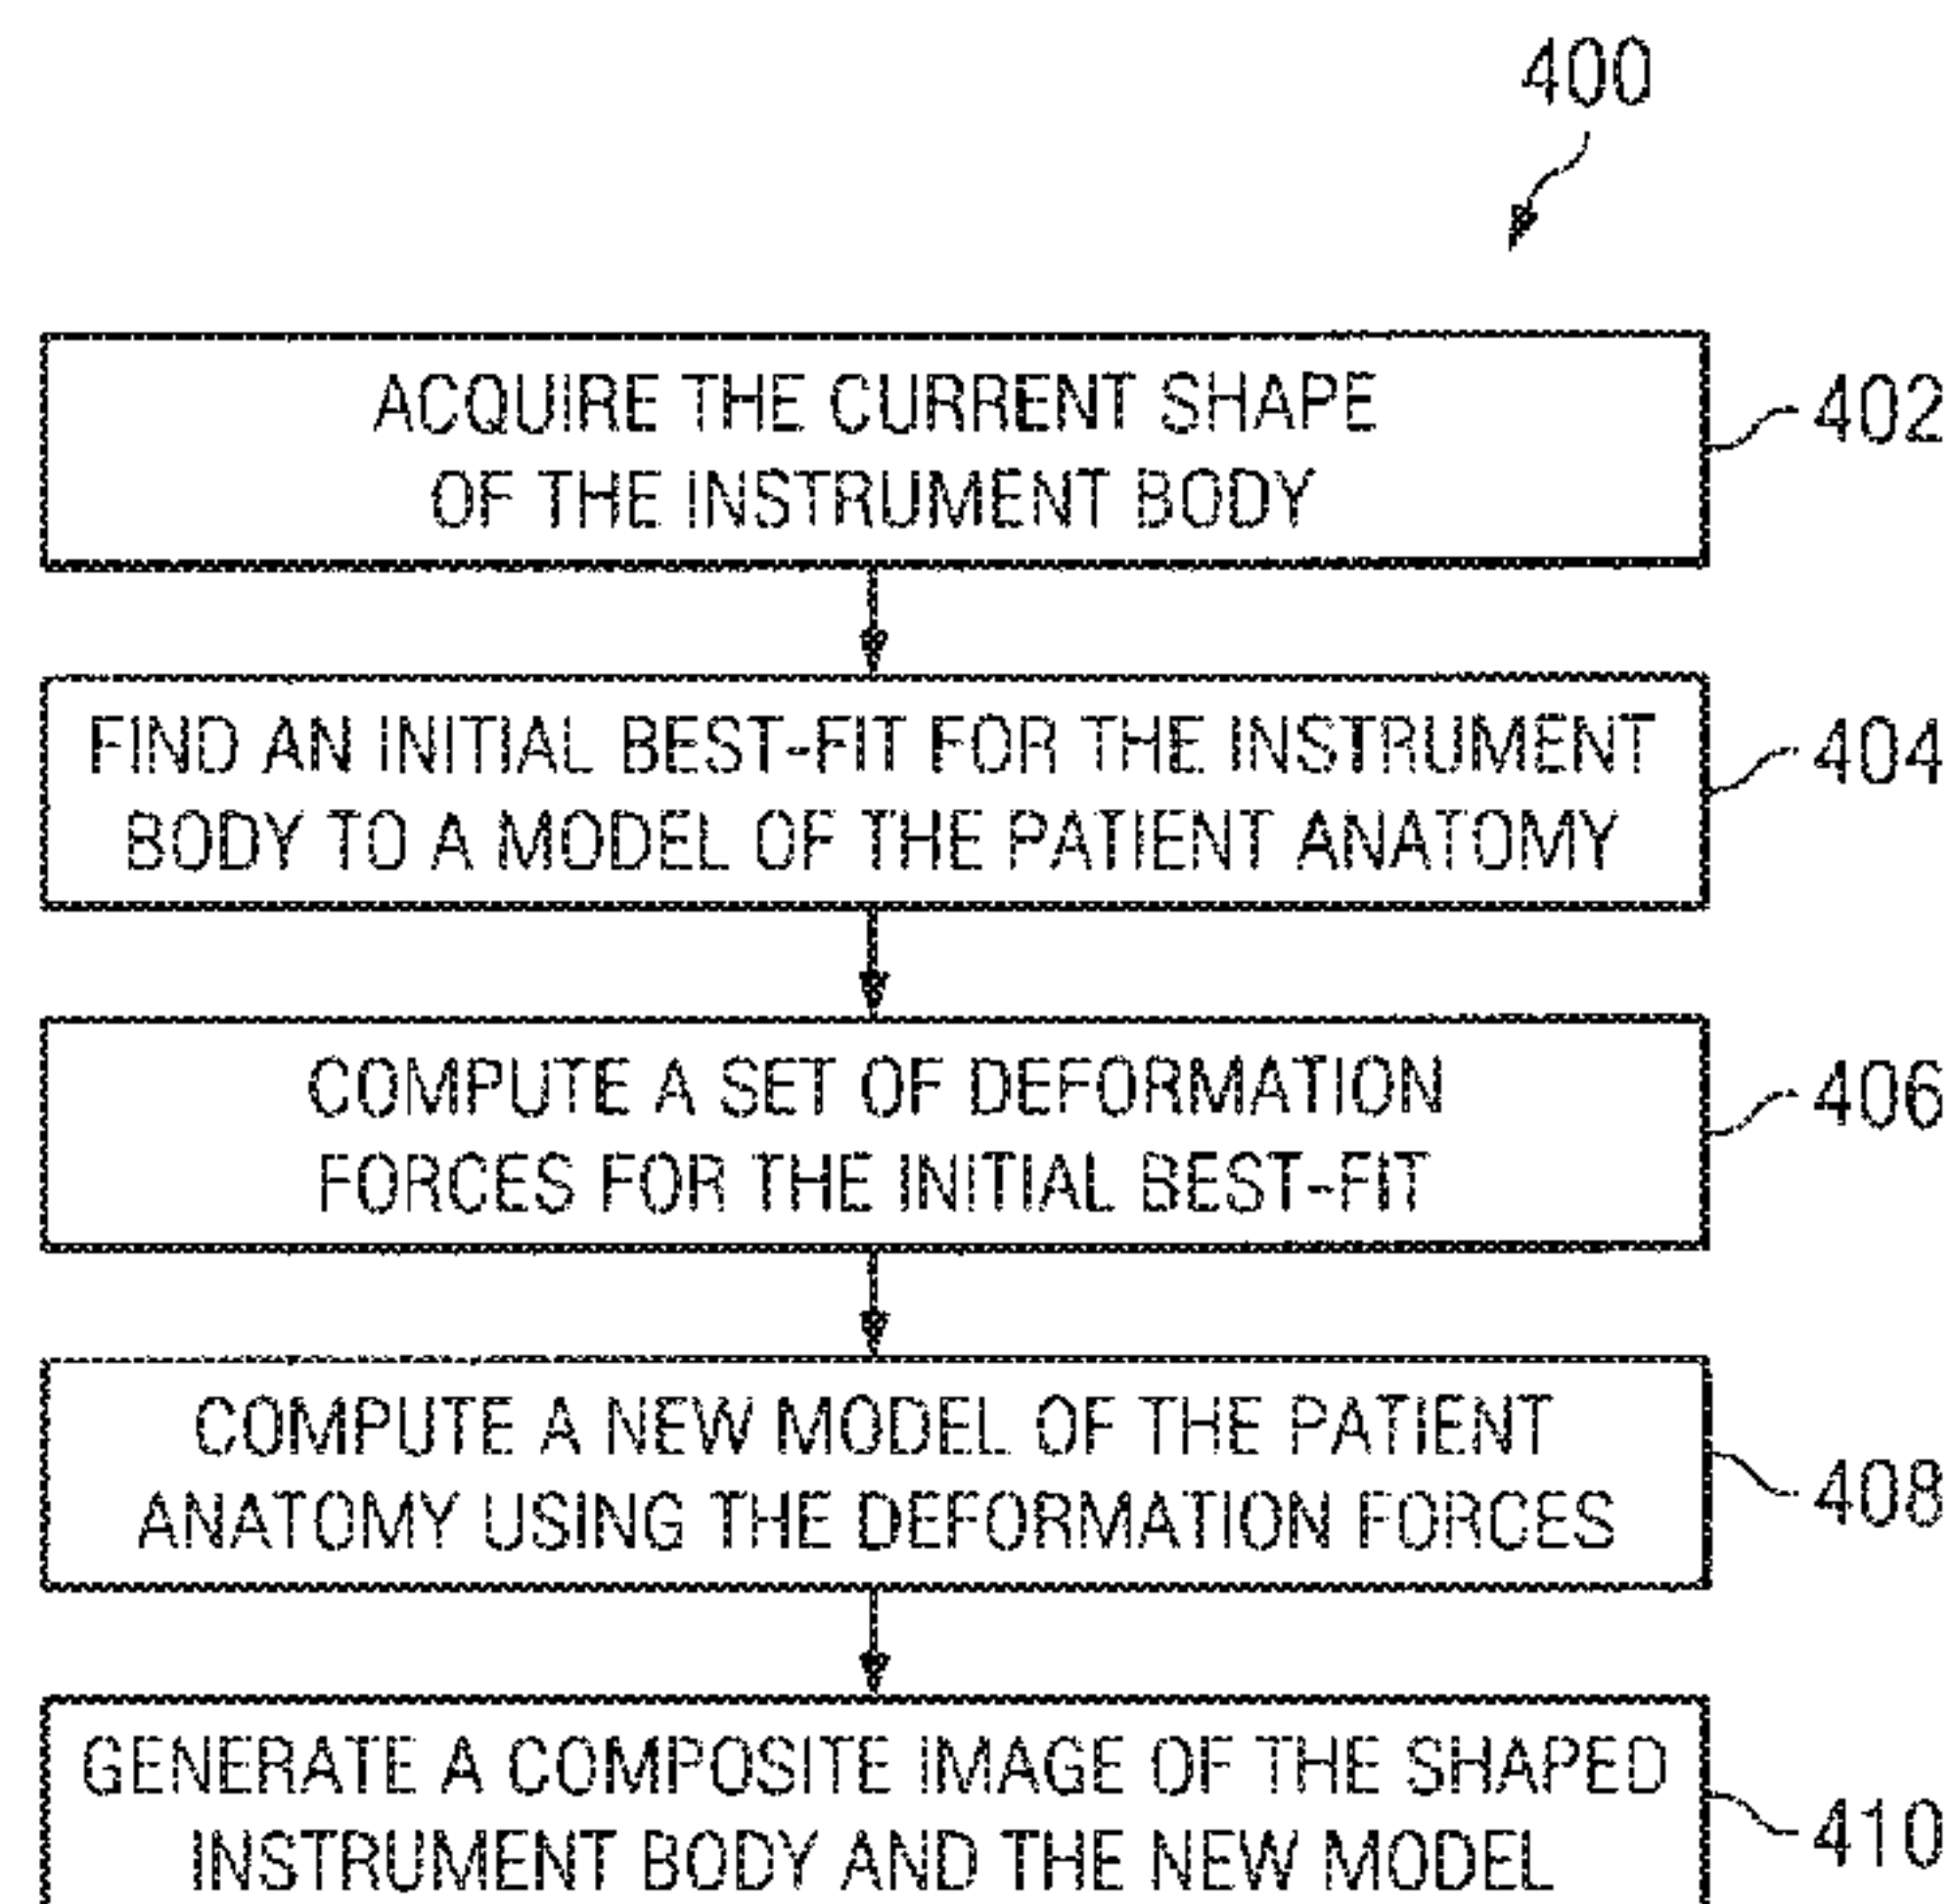 400
ACQUIRE THE CURRENT SHAPE
OF THE INSTRUMENT BODY
402
FIND AN INITIAL BEST-FIT FOR THE INSTRUMENT
BODY TO A MODEL OF THE PATIENT ANATOMY
404
COMPUTE A SET OF DEFORMATION
FORCES FOR THE INITIAL BEST-FIT
406
COMPUTE A NEW MODEL OF THE PATIENT
ANATOMY USING THE DEFORMATION FORCES
408
GENERATE A COMPOSITE IMAGE OF THE SHAPED
INSTRUMENT BODY AND THE NEW MODEL
410